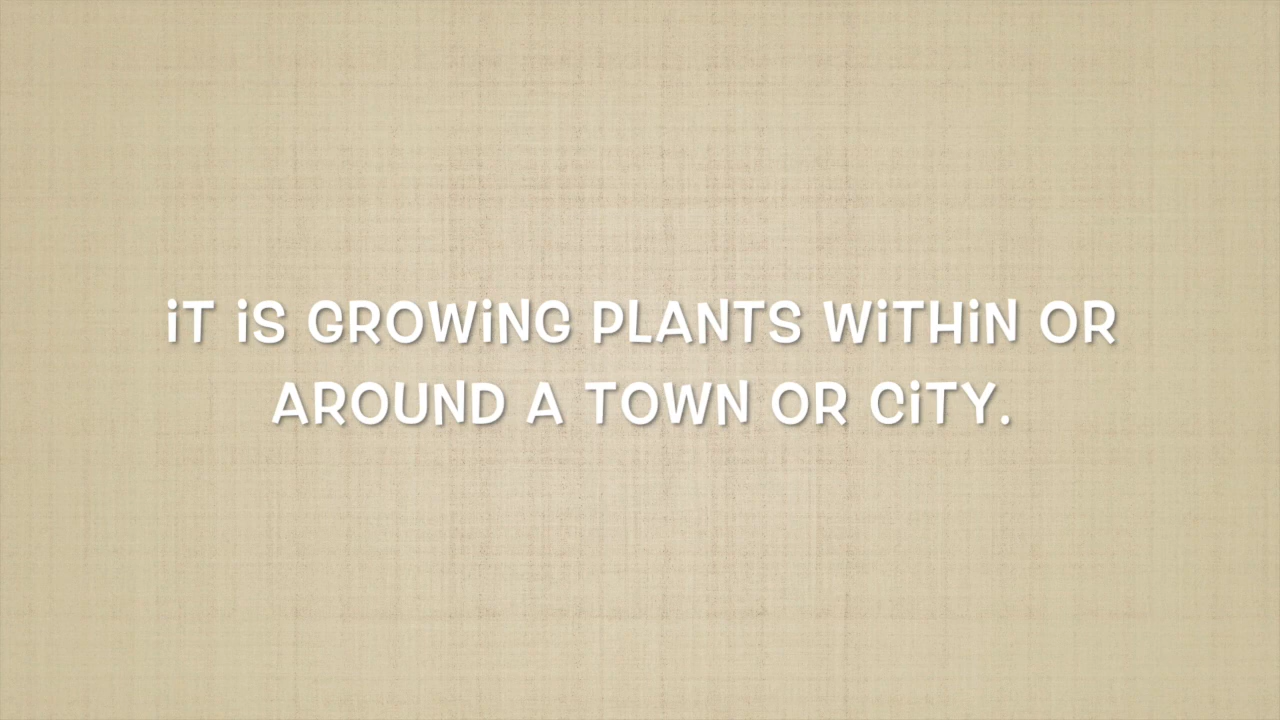 iT iS GROWiNG PLANTS WiTHiN OR
AROUND A TOWN OR CiTY.